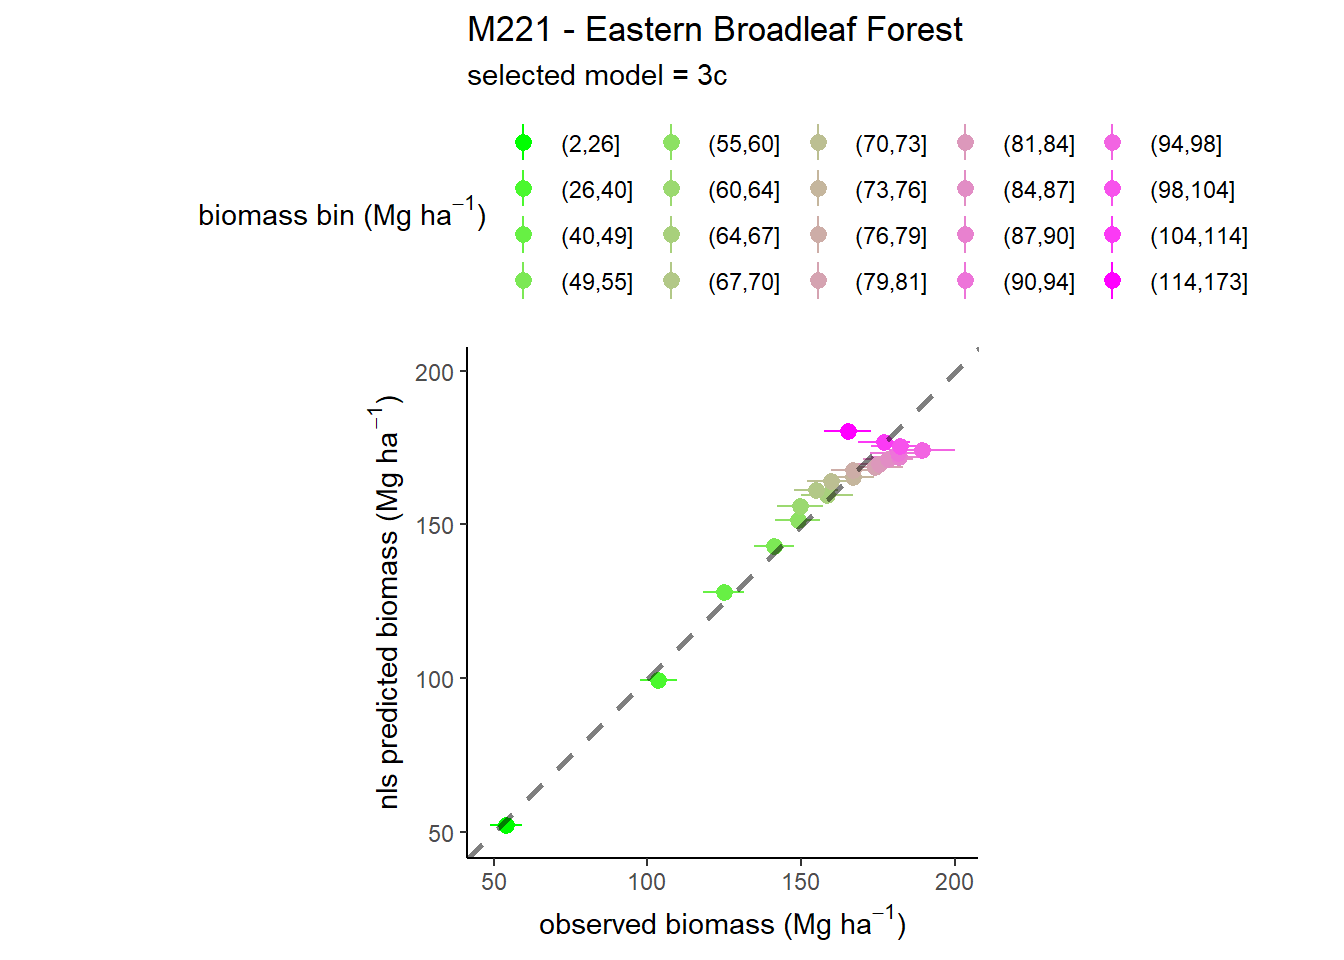 M221 - Eastern Broadleaf Forest
selected model = 3c
biomass bin (Mg ha⁻¹)
(2,26] (55,60] (70,73] (81,84] (94,98]
(26,40] (60,64] (73,76] (84,87] (98,104]
(40,49] (64,67] (76,79] (87,90] (104,114]
(49,55] (67,70] (79,81] (90,94] (114,173]
nls predicted biomass (Mg ha⁻¹)
200
150
100
50
50 100 150 200
observed biomass (Mg ha⁻¹)